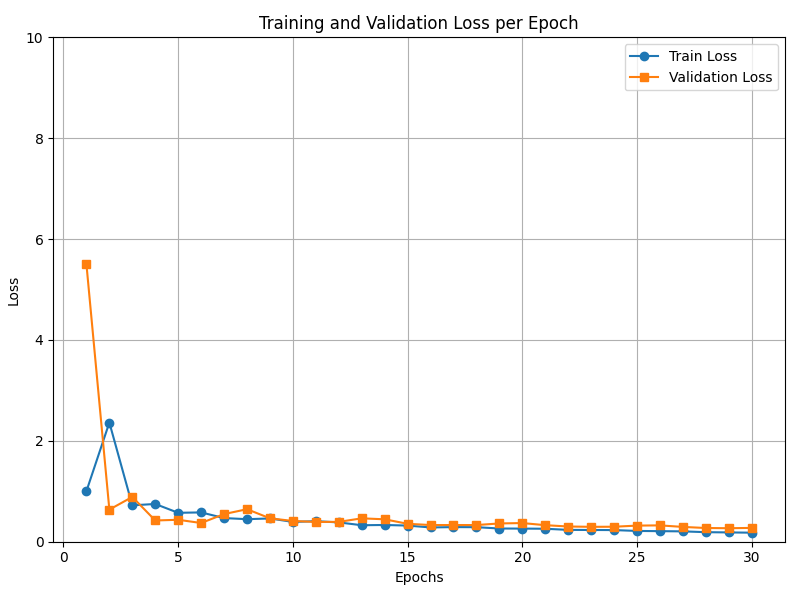 Training and Validation Loss per Epoch
Train Loss
Validation Loss
10
8
6
4
2
0
Loss
0 5 10 15 20 25 30
Epochs